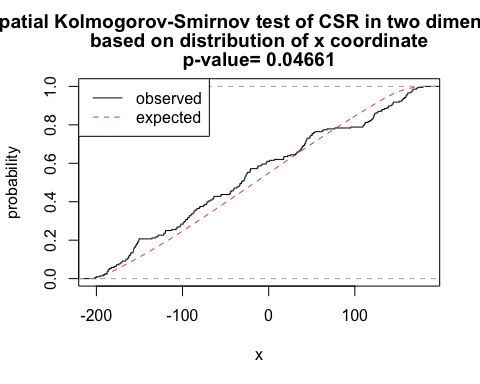 patial Kolmogorov-Smirnov test of CSR in two dimen
based on distribution of x coordinate
p-value= 0.04661
observed
expected
probability
1.0
0.8
0.6
0.4
0.2
0.0
-200 -100 0 100
x